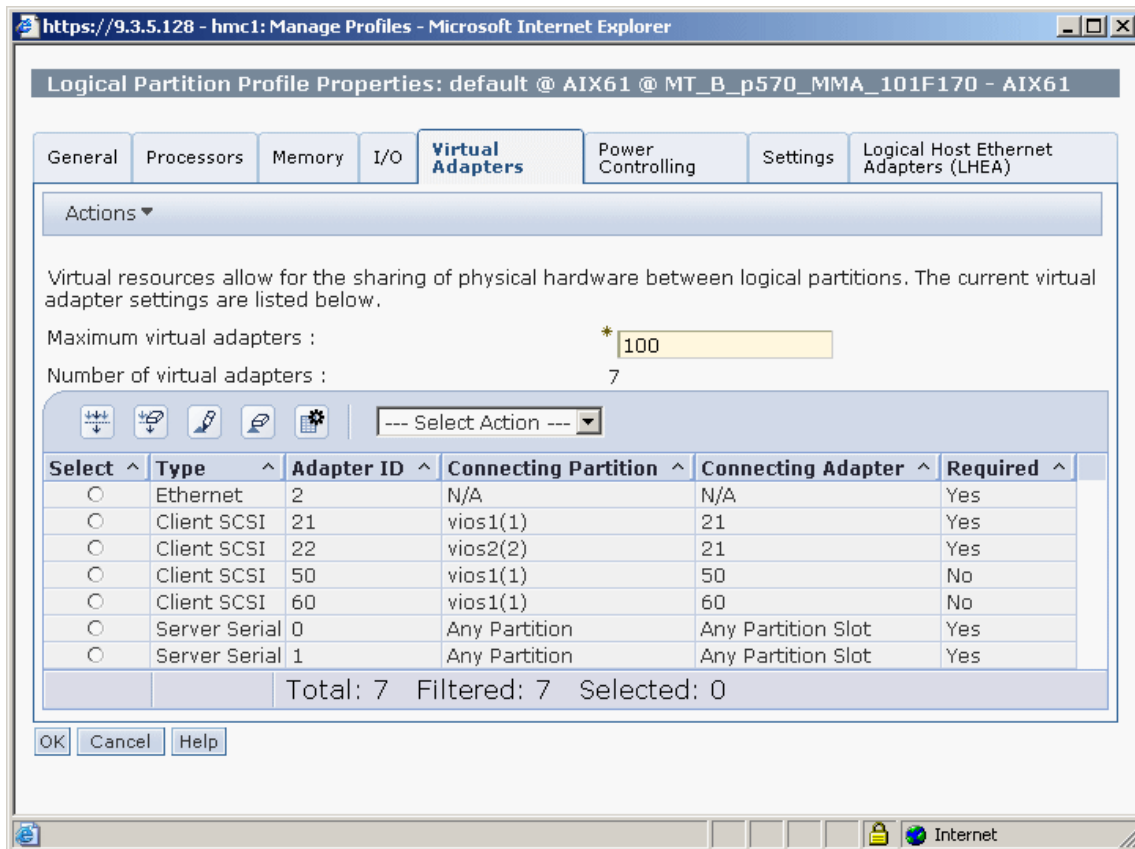 https://9.3.5.128 - hmc1: Manage Profiles - Microsoft Internet Explorer
Logical Partition Profile Properties: default @ AIX61 @ MT_B_p570_MMA_101F170 - AIX61
General Processors Memory I/O Virtual Adapters Power Controlling Settings Logical Host Ethernet Adapters (LHEA)
Actions
Virtual resources allow for the sharing of physical hardware between logical partitions. The current virtual
adapter settings are listed below.
Maximum virtual adapters : * 100
Number of virtual adapters : 7
--- Select Action ---
Select ^ Type ^ Adapter ID ^ Connecting Partition ^ Connecting Adapter ^ Required ^
Ethernet 2 N/A N/A Yes
Client SCSI 21 vios1(1) 21 Yes
Client SCSI 22 vios2(2) 21 Yes
Client SCSI 50 vios1(1) 50 No
Client SCSI 60 vios1(1) 60 No
Server Serial 0 Any Partition Any Partition Slot Yes
Server Serial 1 Any Partition Any Partition Slot Yes
Total: 7 Filtered: 7 Selected: 0
OK Cancel Help
Internet